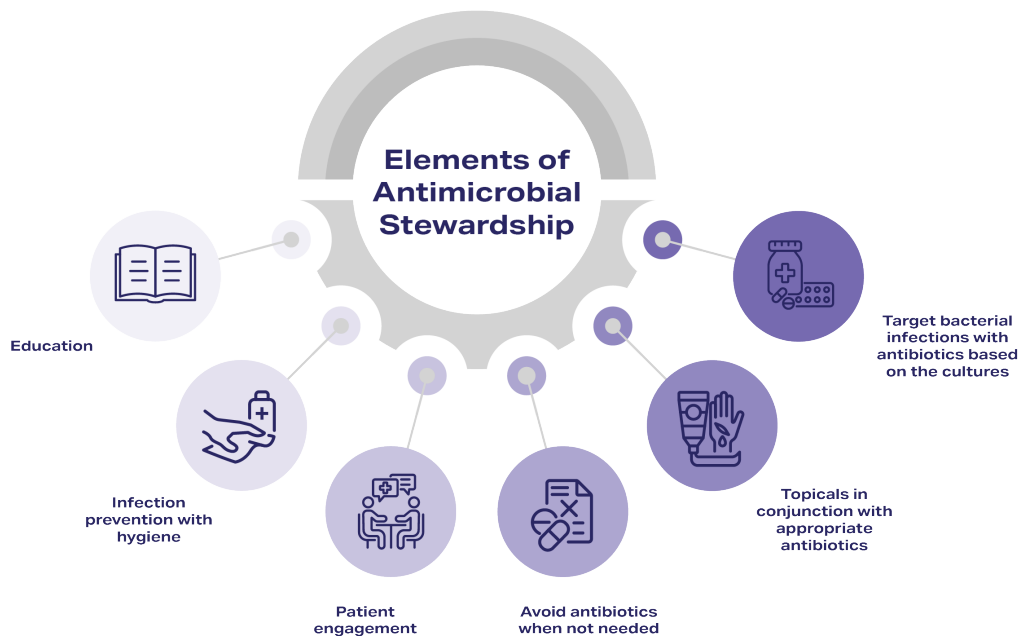 Elements of
Antimicrobial
Stewardship
Education
Infection
prevention with
hygiene
Patient
engagement
Avoid antibiotics
when not needed
Topicals in
conjunction with
appropriate
antibiotics
Target bacterial
infections with
antibiotics based
on the cultures